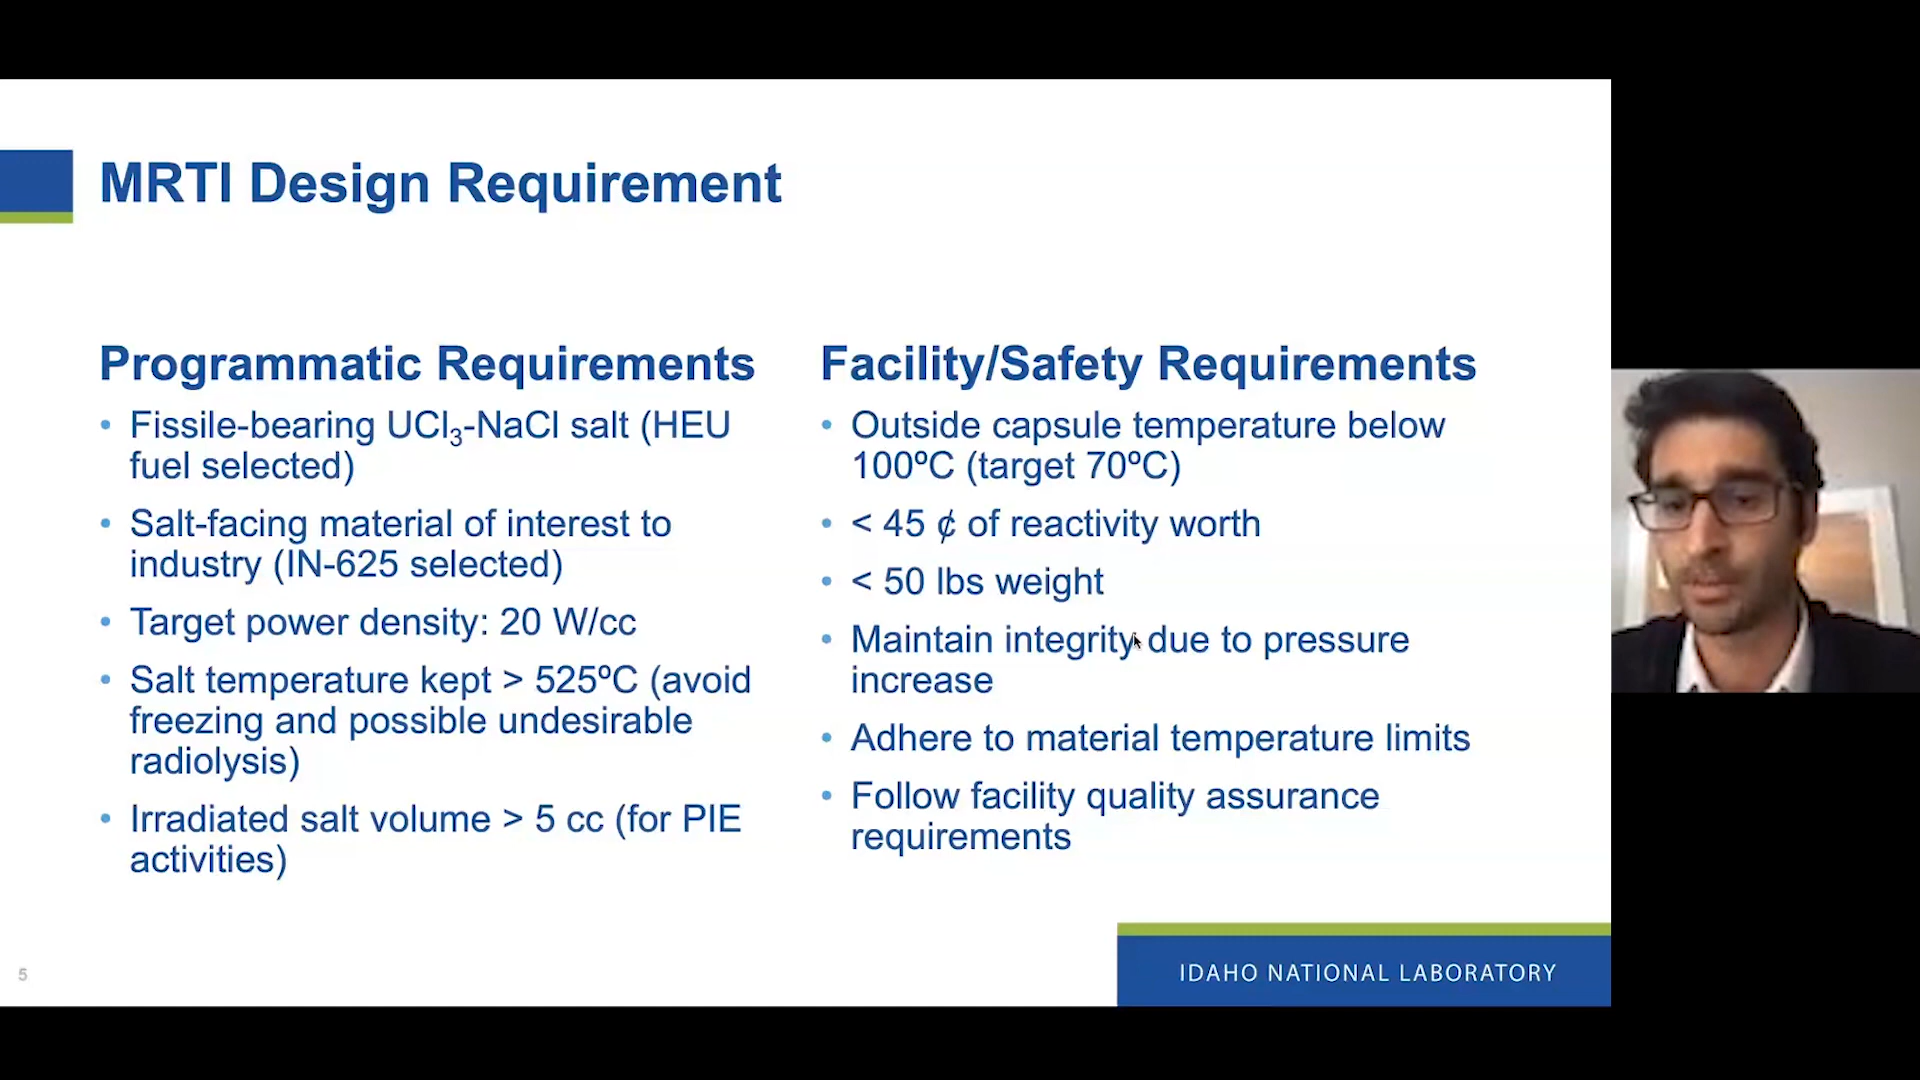 MRTI Design Requirement
Programmatic Requirements
• Fissile-bearing UCl₃-NaCl salt (HEU
fuel selected)
• Salt-facing material of interest to
industry (IN-625 selected)
• Target power density: 20 W/cc
• Salt temperature kept > 525ºC (avoid
freezing and possible undesirable
radiolysis)
• Irradiated salt volume > 5 cc (for PIE
activities)
Facility/Safety Requirements
• Outside capsule temperature below
100ºC (target 70ºC)
• < 45 ¢ of reactivity worth
• < 50 lbs weight
• Maintain integrity due to pressure
increase
• Adhere to material temperature limits
• Follow facility quality assurance
requirements
5
IDAHO NATIONAL LABORATORY